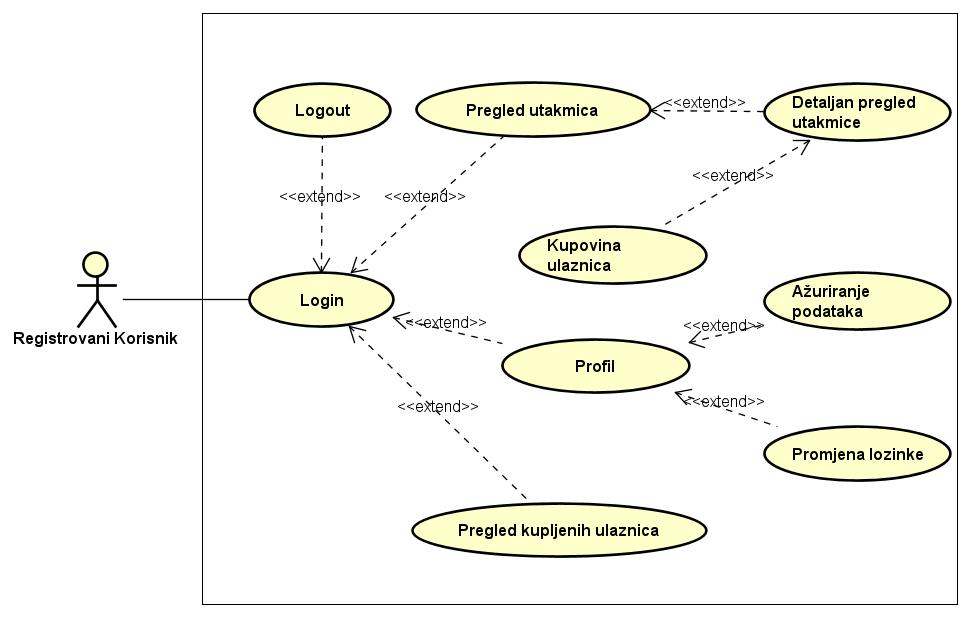 Logout
Pregled utakmica
<<extend>>
Detaljan pregled
utakmice
<<extend>>
<<extend>>
<<extend>>
Kupovina
ulaznica
Registrovani Korisnik
Login
Ažuriranje
podataka
<<extend>>
<<extend>>
Profil
<<extend>>
<<extend>>
Promjena lozinke
Pregled kupljenih ulaznica